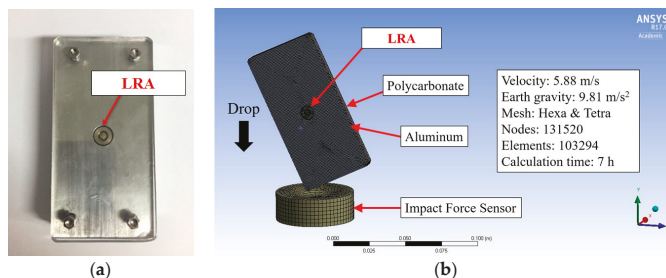 LRA
(a)
ANSYS
R17.0
Academic
LRA
Polycarbonate
Drop
Aluminum
Impact Force Sensor
Velocity: 5.88 m/s
Earth gravity: 9.81 m/s²
Mesh: Hexa & Tetra
Nodes: 131520
Elements: 103294
Calculation time: 7 h
0.000
0.025
0.050
0.075
0.100 (m)
Y
X
(b)